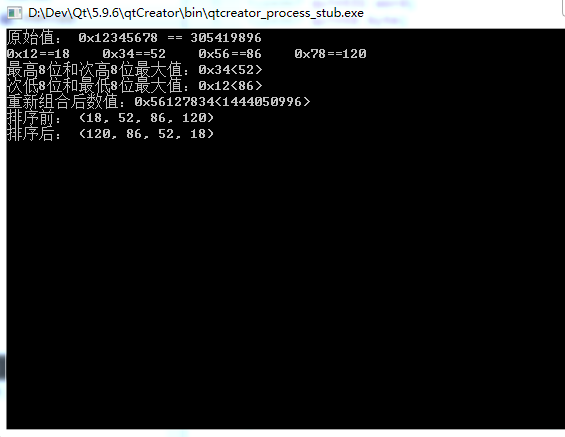 D:\Dev\Qt\5.9.6\qtCreator\bin\qtcreator_process_stub.exe
原始值： 0x12345678 == 305419896
0x12==18    0x34==52    0x56==86    0x78==120
最高8位和次高8位最大值：0x34<52>
次低8位和最低8位最大值：0x12<86>
重新组合后数值：0x56127834<1444050996>
排序前： (18, 52, 86, 120)
排序后： (120, 86, 52, 18)